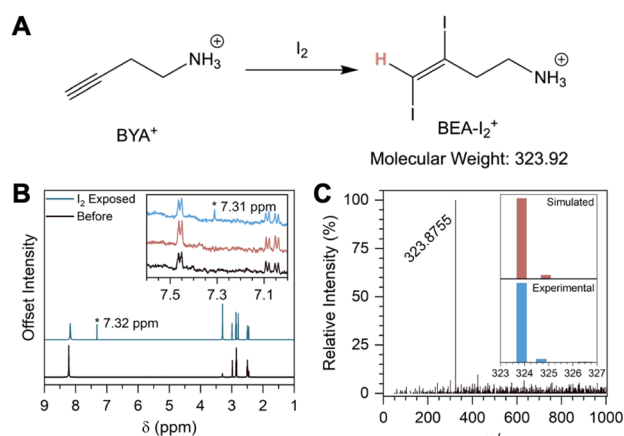 A
NH3
⊕
I2
BYA+
H
I
I
NH3
⊕
BEA-I2+
Molecular Weight: 323.92
B
I2 Exposed
Before
* 7.31 ppm
7.5 7.3 7.1
* 7.32 ppm
Offset Intensity
9 8 7 6 5 4 3 2 1
δ (ppm)
C
100
75
50
25
0
Relative Intensity (%)
323.8755
Simulated
Experimental
323 324 325 326 327
0 200 400 600 800 1000